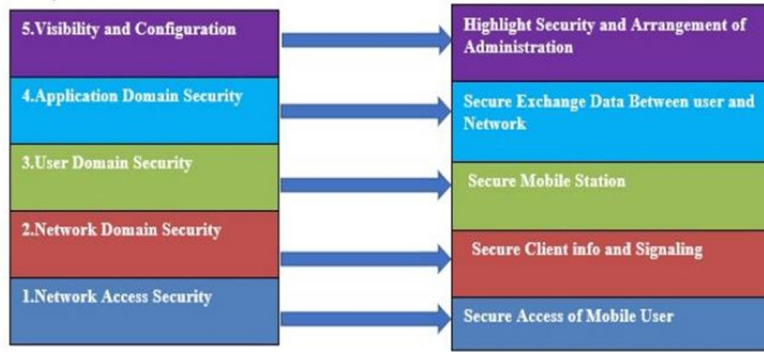 5.Visibility and Configuration
Highlight Security and Arrangement of
Administration
4.Application Domain Security
Secure Exchange Data Between user and
Network
3.User Domain Security
Secure Mobile Station
2.Network Domain Security
Secure Client info and Signaling
1.Network Access Security
Secure Access of Mobile User